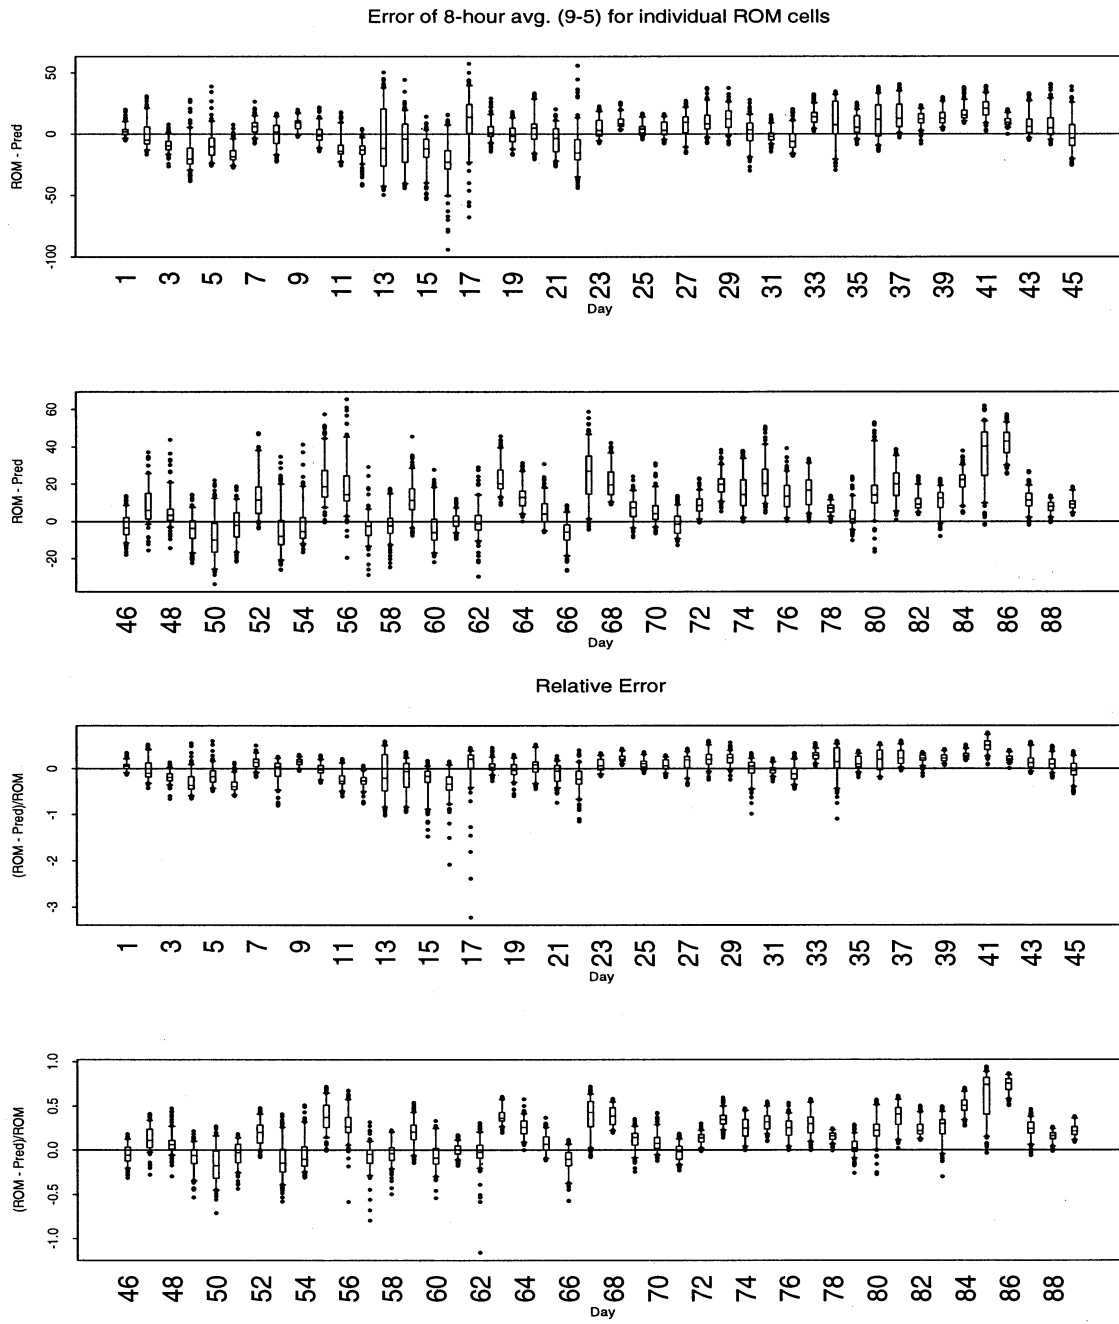 Error of 8-hour avg. (9-5) for individual ROM cells
ROM - Pred
50
0
-50
-100
1 3 5 7 9 11 13 15 17 19 21 23 25 27 29 31 33 35 37 39 41 43 45
Day
ROM - Pred
60
40
20
0
20
46 48 50 52 54 56 58 60 62 64 66 68 70 72 74 76 78 80 82 84 86 88
Day
Relative Error
(ROM - Pred)/ROM
0
-1
-2
-3
1 3 5 7 9 11 13 15 17 19 21 23 25 27 29 31 33 35 37 39 41 43 45
Day
(ROM - Pred)/ROM
1.0
0.5
0.0
-0.5
-1.0
46 48 50 52 54 56 58 60 62 64 66 68 70 72 74 76 78 80 82 84 86 88
Day